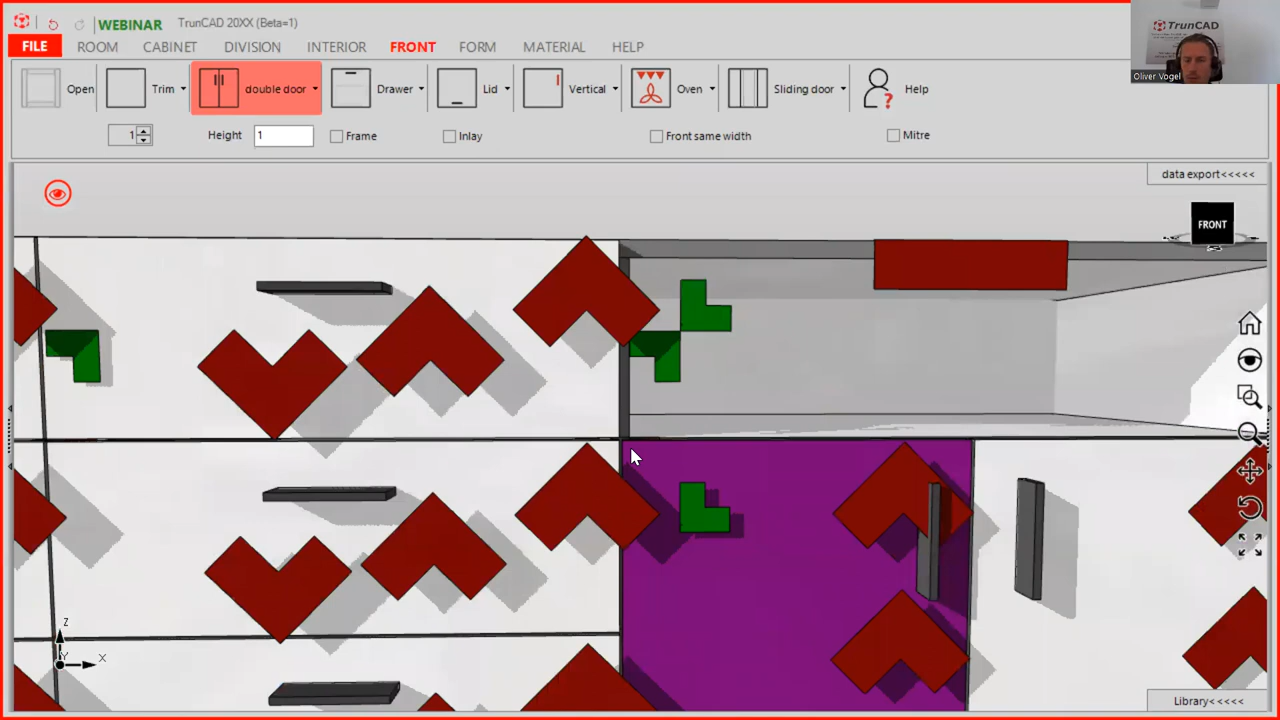 WEBINAR TrunCAD 20XX (Beta=1)
FILE ROOM CABINET DIVISION INTERIOR FRONT FORM MATERIAL HELP
Open Trim double door Drawer Lid Vertical Oven Sliding door Help
1 Height 1 Frame Inlay Front same width Mitre
TrunCAD
Oliver Vogel
data export<<<<<
FRONT
S
Z
Y X
Library<<<<<